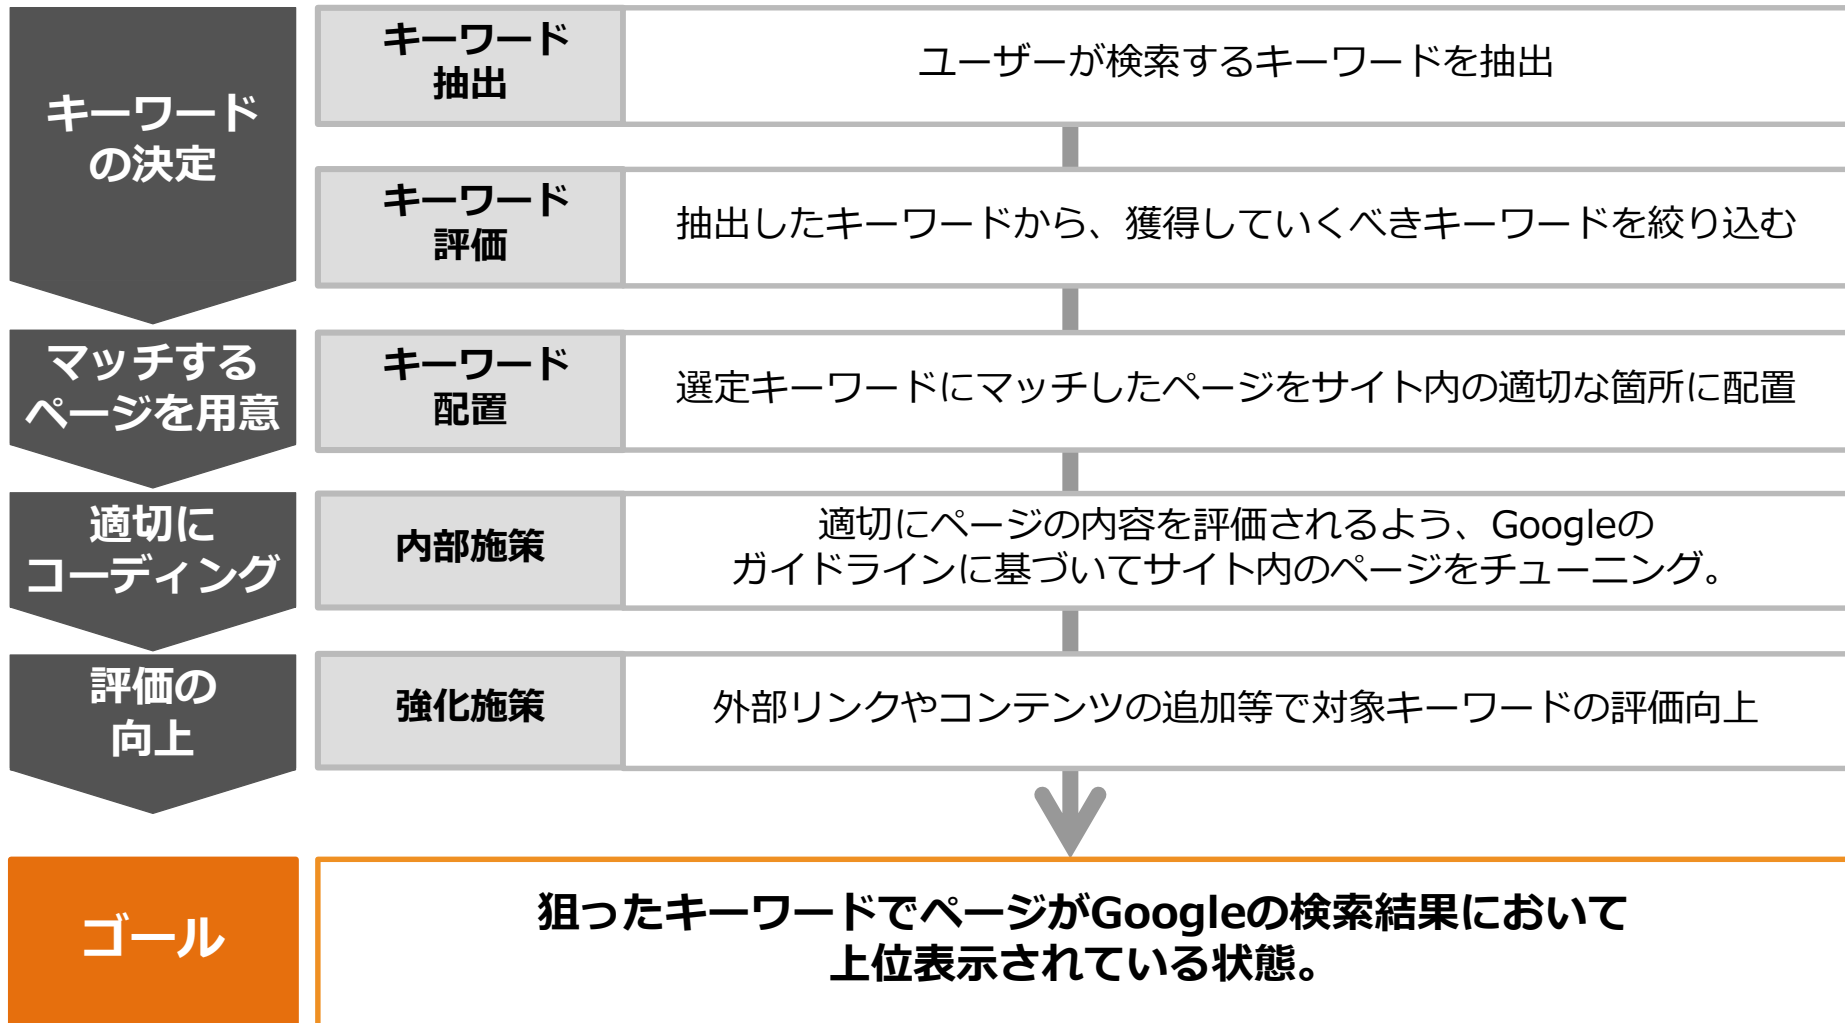 キーワード
の決定
キーワード
抽出
ユーザーが検索するキーワードを抽出
キーワード
評価
抽出したキーワードから、獲得していくべきキーワードを絞り込む
マッチする
ページを用意
キーワード
配置
選定キーワードにマッチしたページをサイト内の適切な箇所に配置
適切に
コーディング
内部施策
適切にページの内容を評価されるよう、Googleの
ガイドラインに基づいてサイト内のページをチューニング。
評価の
向上
強化施策
外部リンクやコンテンツの追加等で対象キーワードの評価向上
ゴール
狙ったキーワードでページがGoogleの検索結果において
上位表示されている状態。